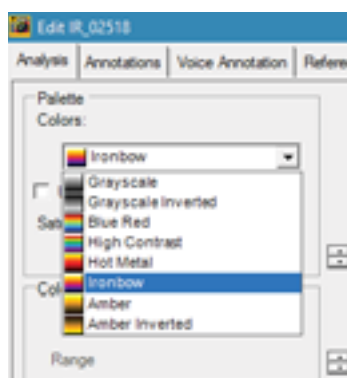 Edit IR_02518
Analysis Annotations Voice Annotation
Palette
Colors:
Ironbow
Grayscale
Grayscale Inverted
Blue Red
High Contrast
Hot Metal
Ironbow
Amber
Amber Inverted
Range